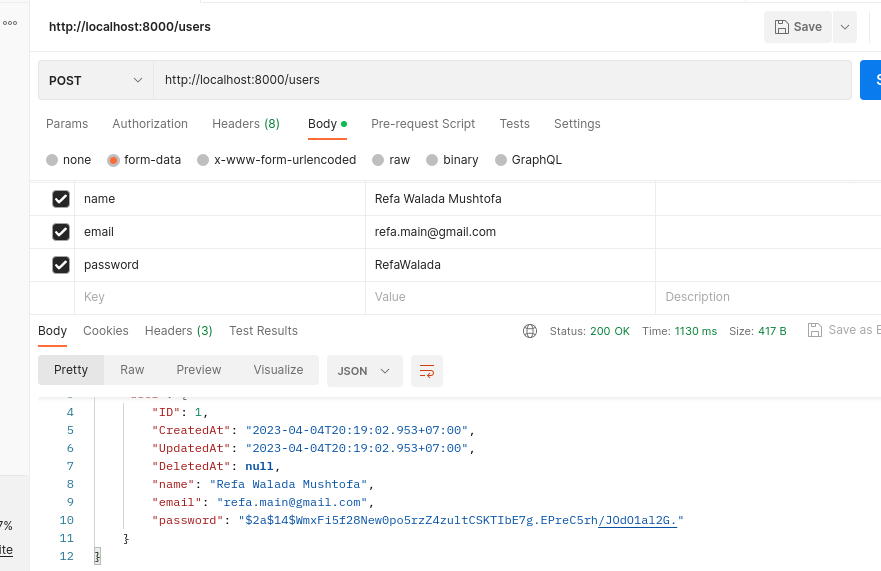 http://localhost:8000/users
Save
POST
http://localhost:8000/users
Params Authorization Headers (8) Body Pre-request Script Tests Settings
none form-data x-www-form-urlencoded raw binary GraphQL
name Refa Walada Mushtofa
email refa.main@gmail.com
password RefaWalada
Key Value Description
Body Cookies Headers (3) Test Results Status: 200 OK Time: 1130 ms Size: 417 B Save as E
Pretty Raw Preview Visualize JSON
4 "ID": 1,
5 "CreatedAt": "2023-04-04T20:19:02.953+07:00",
6 "UpdatedAt": "2023-04-04T20:19:02.953+07:00",
7 "DeletedAt": null,
8 "name": "Refa Walada Mushtofa",
9 "email": "refa.main@gmail.com",
10 "password": "$2a$14$WmxFi5f28New0po5rzZ4zultCSKTIbE7g.EPreC5rh/JOdO1al2G."
11 }
12 }
7%
ite